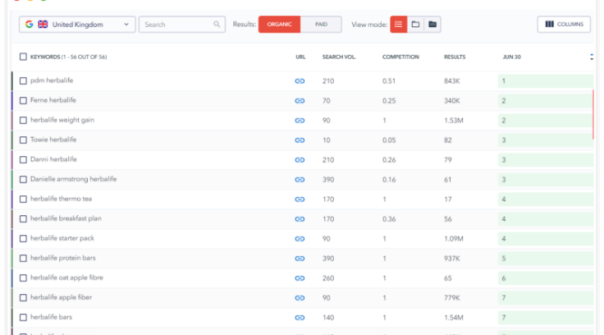 United Kingdom Search Results: ORGANIC PAID View mode: COLUMNS
KEYWORDS (1 - 56 OUT OF 56) URL SEARCH VOL. COMPETITION RESULTS JUN 20
pdm herbalife 210 0.51 843K 1
Ferne herbalife 70 0.25 340K 2
herbalife weight gain 90 1 1.53M 2
Towie herbalife 10 0.05 82 3
Danni herbalife 210 0.26 79 3
Danielle armstrong herbalife 390 0.16 61 3
herbalife thermo tea 170 1 17 4
herbalife breakfast plan 170 0.36 56 4
herbalife starter pack 90 1 1.09M 4
herbalife protein bars 390 1 937K 5
herbalife oat apple fibre 260 1 65 6
herbalife apple fiber 90 1 779K 7
herbalife bars 140 1 1.54M 7